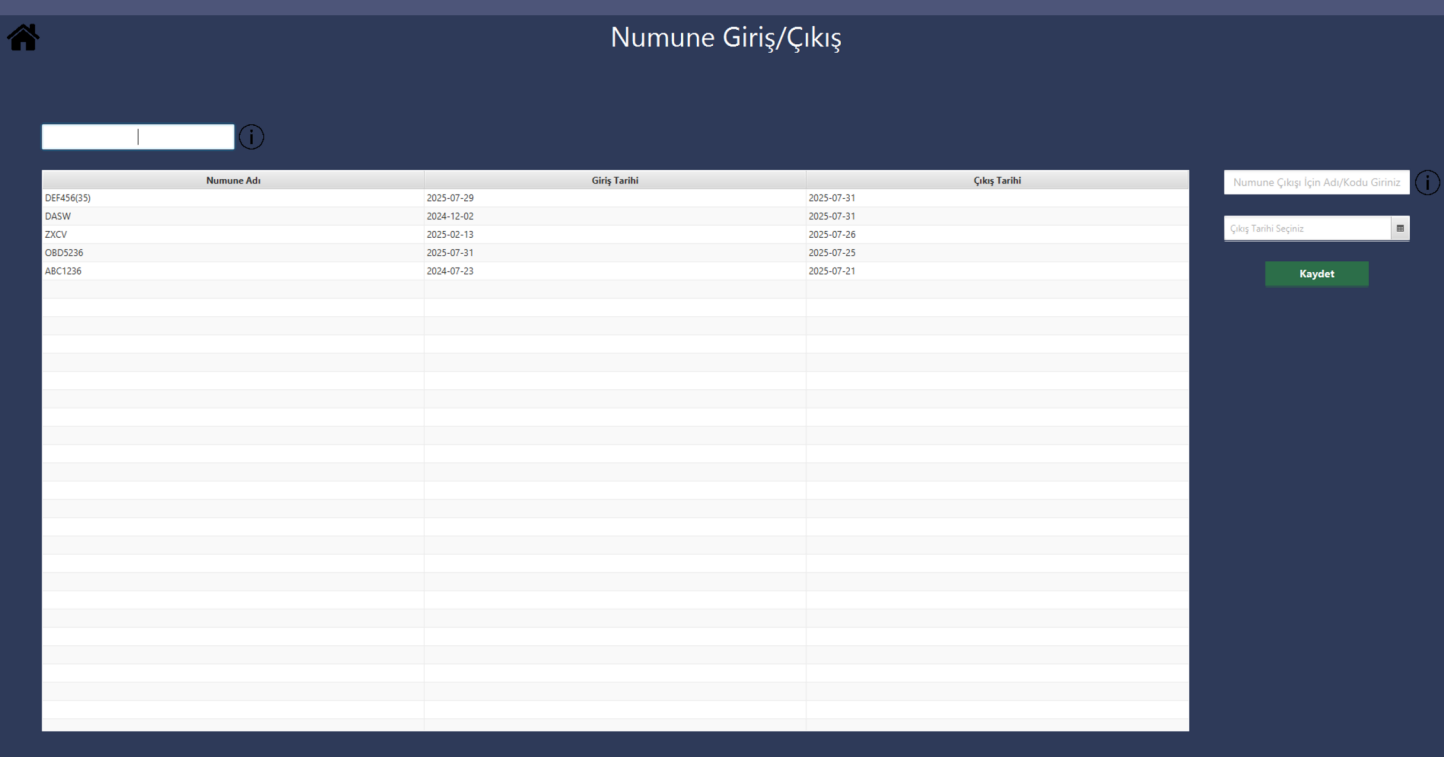 Numune Giriş/Çıkış
Numune Adı Giriş Tarihi Çıkış Tarihi
DEF456(35) 2025-07-29 2025-07-31
DASW 2024-12-02 2025-07-31
ZXCV 2025-02-13 2025-07-26
OBD5236 2025-07-31 2025-07-25
ABC1236 2024-07-23 2025-07-21
Numune Çıkışı İçin Adı/Kodu Giriniz
Çıkış Tarihi Seçiniz
Kaydet